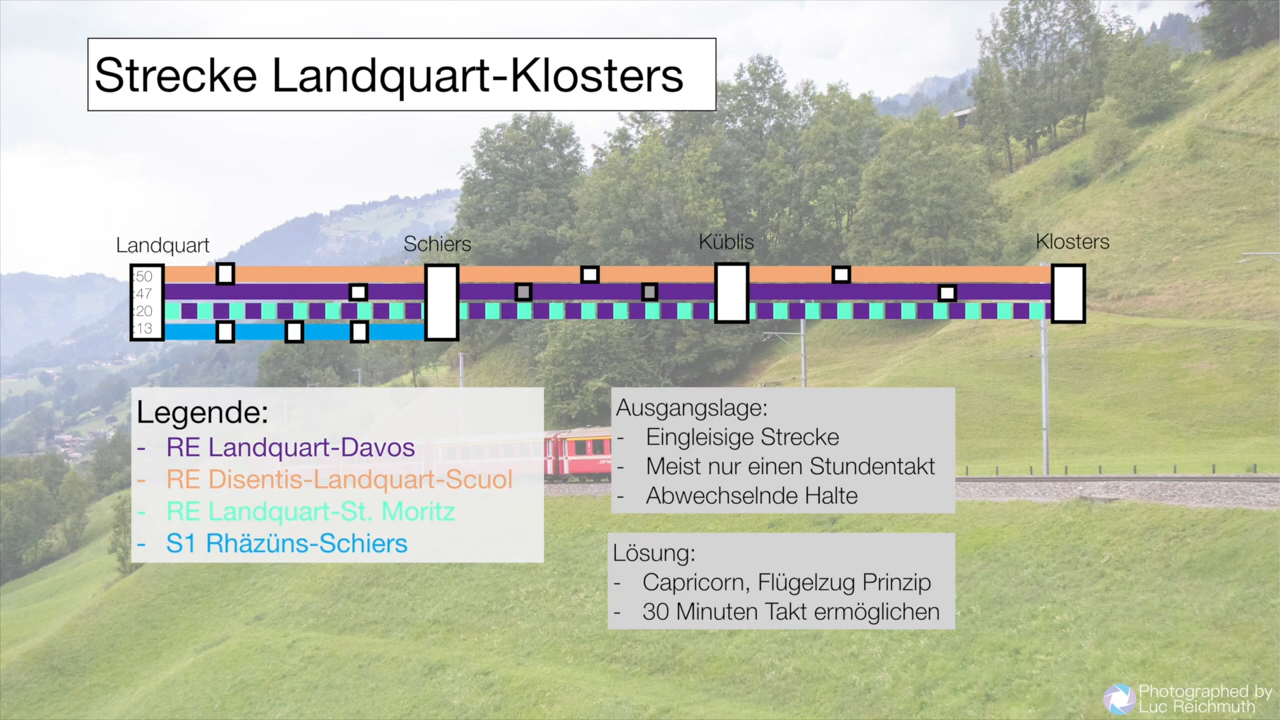 Strecke Landquart-Klosters
Landquart
Schiers
Küblis
Klosters
:50
:47
:20
:13
Legende:
- RE Landquart-Davos
- RE Disentis-Landquart-Scuol
- RE Landquart-St. Moritz
- S1 Rhäzüns-Schiers
Ausgangslage:
- Eingleisige Strecke
- Meist nur einen Stundentakt
- Abwechselnde Halte
Lösung:
- Capricorn, Flügelzug Prinzip
- 30 Minuten Takt ermöglichen
Photographed by
Luc Reichmuth